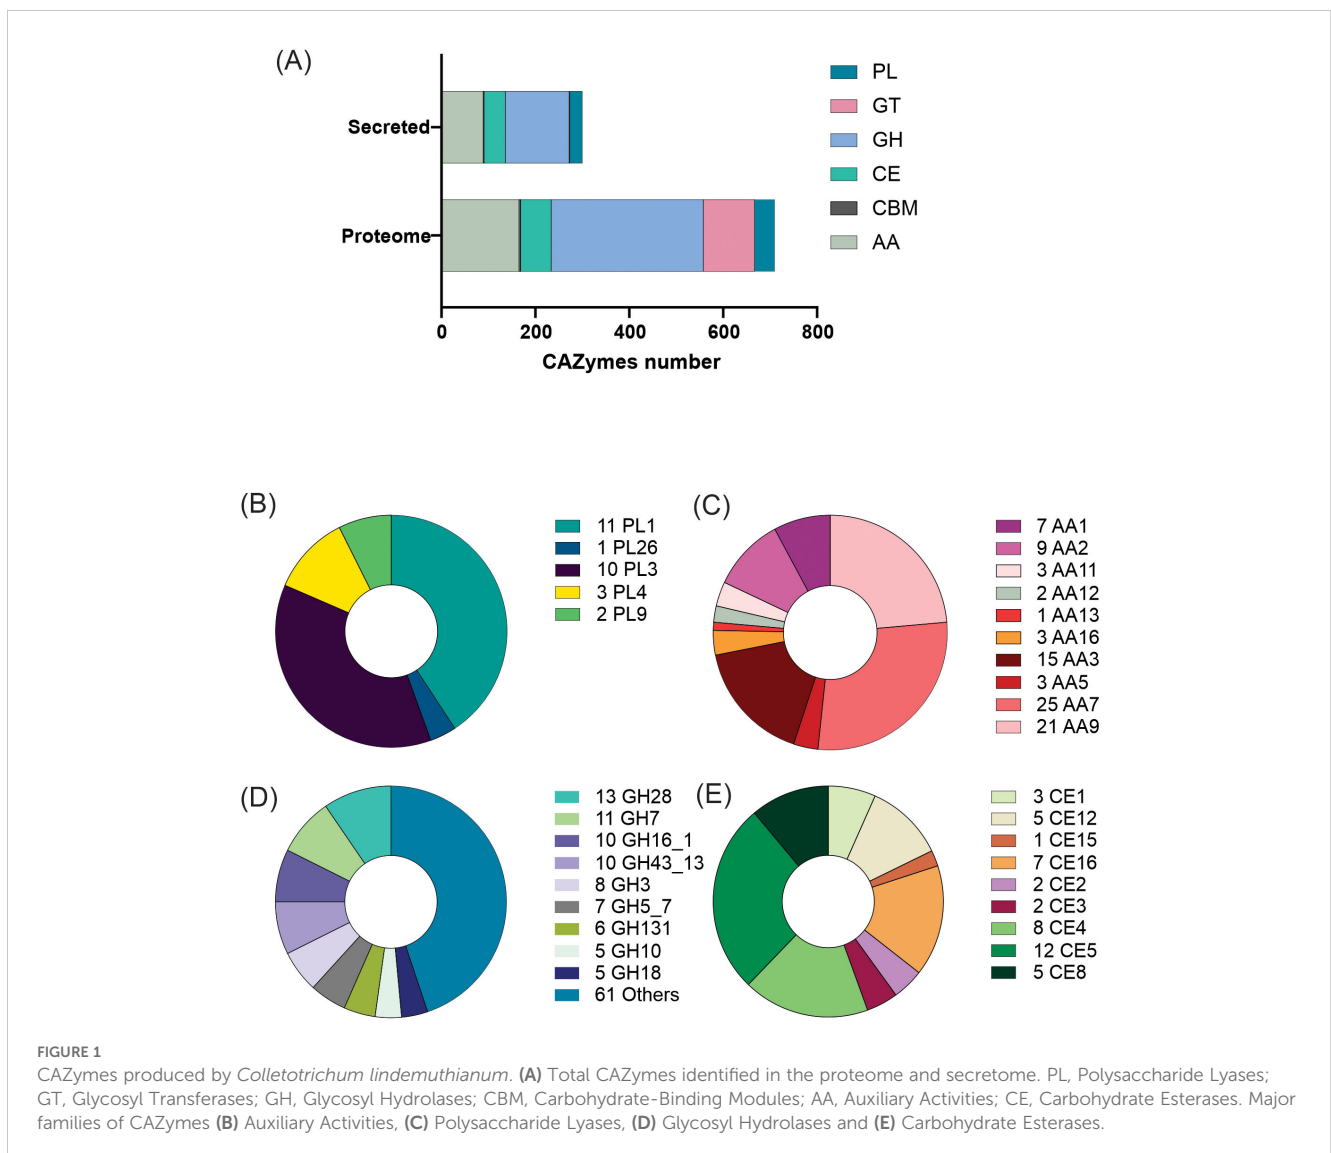 (A)
Secreted
Proteome
0 200 400 600 800
CAZymes number
PL
GT
GH
CE
CBM
AA
(B)
11 PL1
1 PL26
10 PL3
3 PL4
2 PL9
(C)
7 AA1
9 AA2
3 AA11
2 AA12
1 AA13
3 AA16
15 AA3
3 AA5
25 AA7
21 AA9
(D)
13 GH28
11 GH7
10 GH16_1
10 GH43_13
8 GH3
7 GH5_7
6 GH131
5 GH10
5 GH18
61 Others
(E)
3 CE1
5 CE12
1 CE15
7 CE16
2 CE2
2 CE3
8 CE4
12 CE5
5 CE8
FIGURE 1
CAZymes produced by Colletotrichum lindemuthianum. (A) Total CAZymes identified in the proteome and secretome. PL, Polysaccharide Lyases;
GT, Glycosyl Transferases; GH, Glycosyl Hydrolases; CBM, Carbohydrate-Binding Modules; AA, Auxiliary Activities; CE, Carbohydrate Esterases. Major
families of CAZymes (B) Auxiliary Activities, (C) Polysaccharide Lyases, (D) Glycosyl Hydrolases and (E) Carbohydrate Esterases.